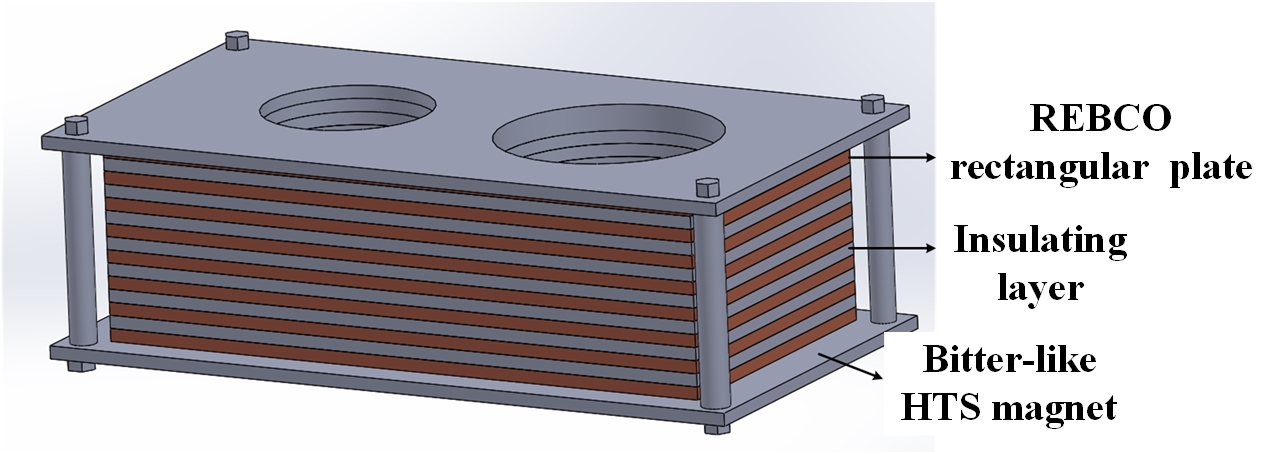 REBCO
rectangular plate
Insulating
layer
Bitter-like
HTS magnet